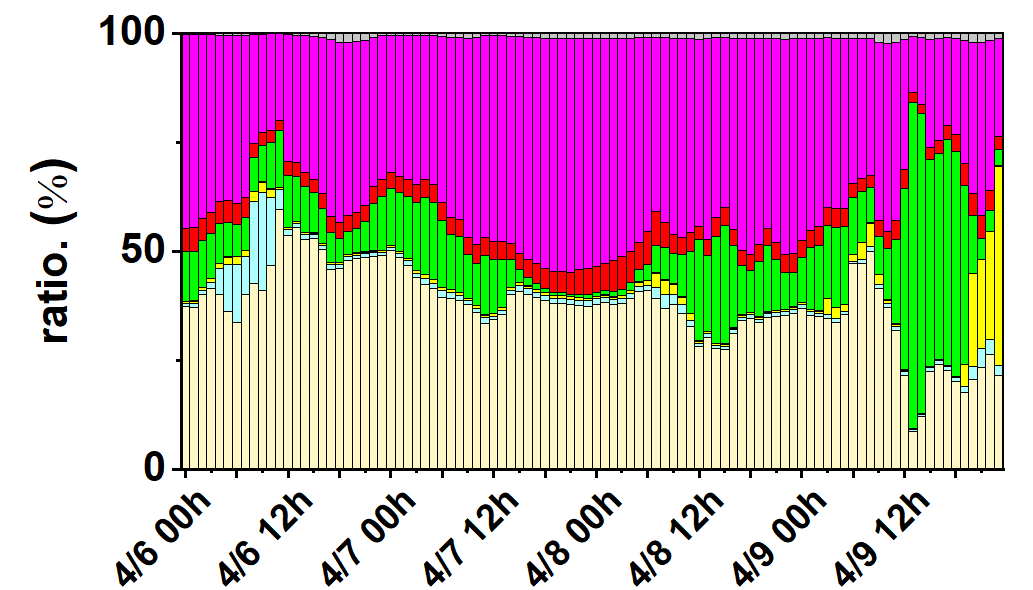 100
50
0
ratio. (%)
4/6 00h
4/6 12h
4/7 00h
4/7 12h
4/8 00h
4/8 12h
4/9 00h
4/9 12h